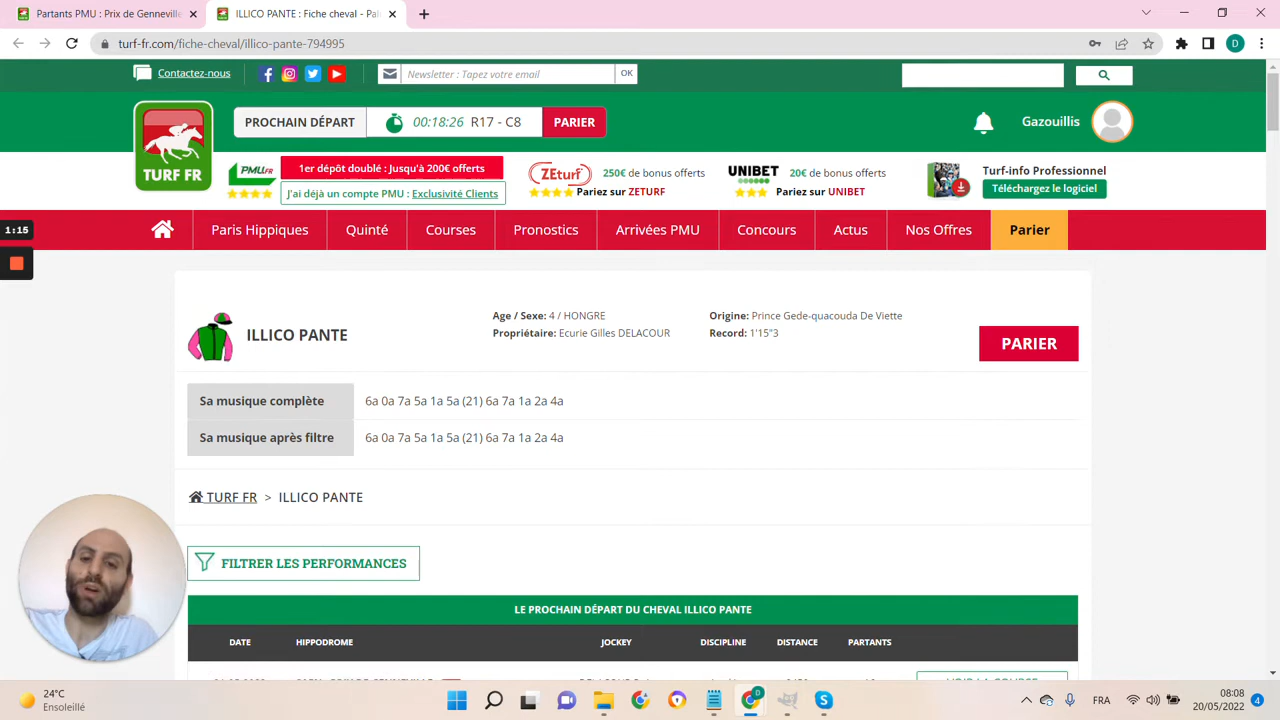 Partants PMU : Prix de Gennevill
ILLICO PANTE : Fiche cheval - Pa
turf-fr.com/fiche-cheval/illico-pante-794995
D
Contactez-nous
Newsletter : Tapez votre email
OK
TURF FR
PROCHAIN DÉPART
00:18:26 R17 - C8
PARIER
Gazouillis
PMU.FR
1er dépôt doublé : Jusqu'à 200€ offerts
J'ai déjà un compte PMU : Exclusivité Clients
ZEturf
250€ de bonus offerts
Pariez sur ZETURF
UNIBET
20€ de bonus offerts
Pariez sur UNIBET
Turf-info Professionnel
Téléchargez le logiciel
1:15
Paris Hippiques
Quinté
Courses
Pronostics
Arrivées PMU
Concours
Actus
Nos Offres
Parier
ILLICO PANTE
Age / Sexe: 4 / HONGRE
Propriétaire: Ecurie Gilles DELACOUR
Origine: Prince Gede-quacouda De Viette
Record: 1'15"3
PARIER
Sa musique complète
6a 0a 7a 5a 1a 5a (21) 6a 7a 1a 2a 4a
Sa musique après filtre
6a 0a 7a 5a 1a 5a (21) 6a 7a 1a 2a 4a
TURF FR > ILLICO PANTE
FILTRER LES PERFORMANCES
LE PROCHAIN DÉPART DU CHEVAL ILLICO PANTE
DATE
HIPPODROME
JOCKEY
DISCIPLINE
DISTANCE
PARTANTS
24°C
Ensoleillé
D
FRA
08:08
20/05/2022
4